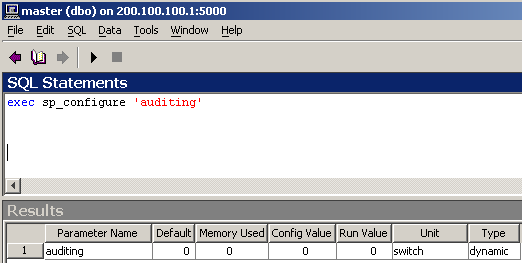 master (dbo) on 200.100.100.1:5000
File Edit SQL Data Tools Window Help
SQL Statements
exec sp_configure 'auditing'
Results
Parameter Name Default Memory Used Config Value Run Value Unit Type
1 auditing 0 0 0 0 switch dynamic